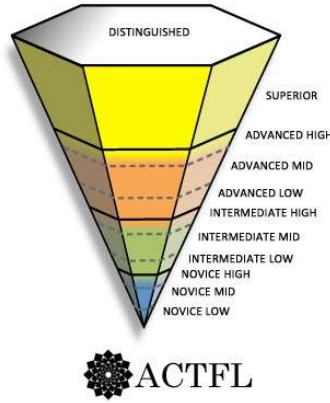 DISTINGUISHED
SUPERIOR
ADVANCED HIGH
ADVANCED MID
ADVANCED LOW
INTERMEDIATE HIGH
INTERMEDIATE MID
INTERMEDIATE LOW
NOVICE HIGH
NOVICE MID
NOVICE LOW
ACTFL